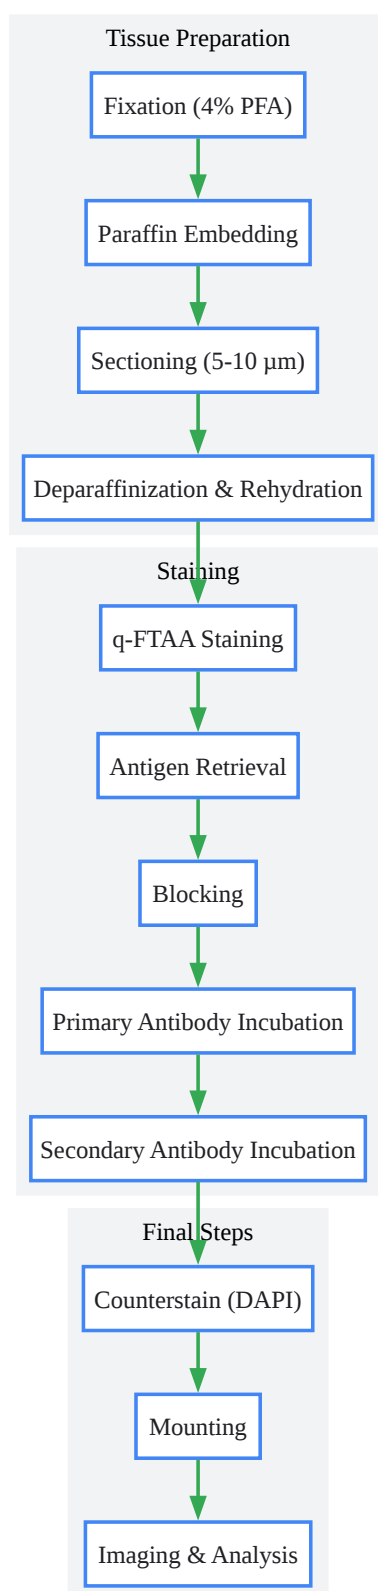 Tissue Preparation
Fixation (4% PFA)
Paraffin Embedding
Sectioning (5-10 µm)
Deparaffinization & Rehydration
Staining
q-FTAA Staining
Antigen Retrieval
Blocking
Primary Antibody Incubation
Secondary Antibody Incubation
Final Steps
Counterstain (DAPI)
Mounting
Imaging & Analysis